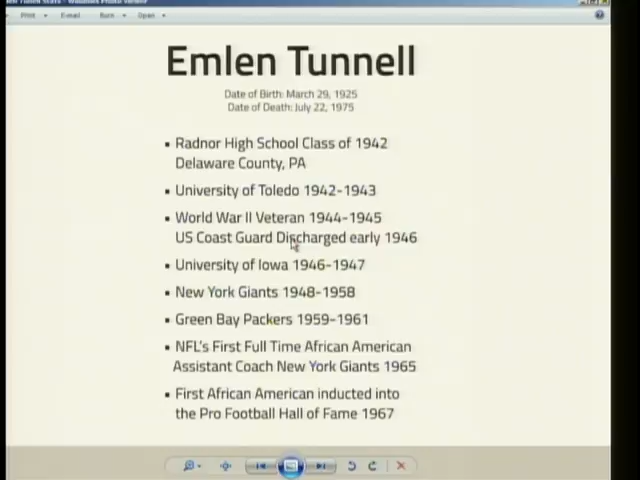 Print
E-mail
Burn
Open
Emlen Tunnell
Date of Birth: March 29, 1925
Date of Death: July 22, 1975
• Radnor High School Class of 1942
Delaware County, PA
• University of Toledo 1942-1943
• World War II Veteran 1944-1945
US Coast Guard Discharged early 1946
• University of Iowa 1946-1947
• New York Giants 1948-1958
• Green Bay Packers 1959-1961
• NFL's First Full Time African American
Assistant Coach New York Giants 1965
• First African American inducted into
the Pro Football Hall of Fame 1967